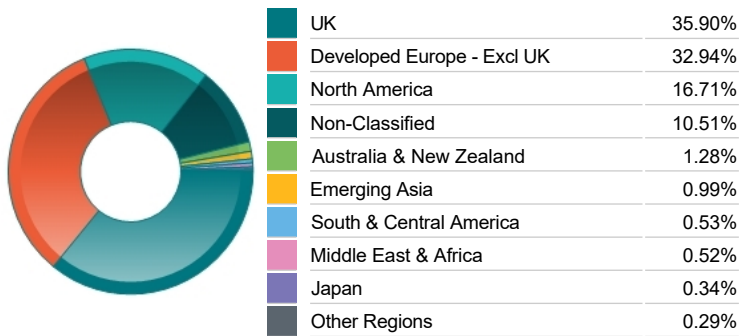 UK 35.90%
Developed Europe - Excl UK 32.94%
North America 16.71%
Non-Classified 10.51%
Australia & New Zealand 1.28%
Emerging Asia 0.99%
South & Central America 0.53%
Middle East & Africa 0.52%
Japan 0.34%
Other Regions 0.29%